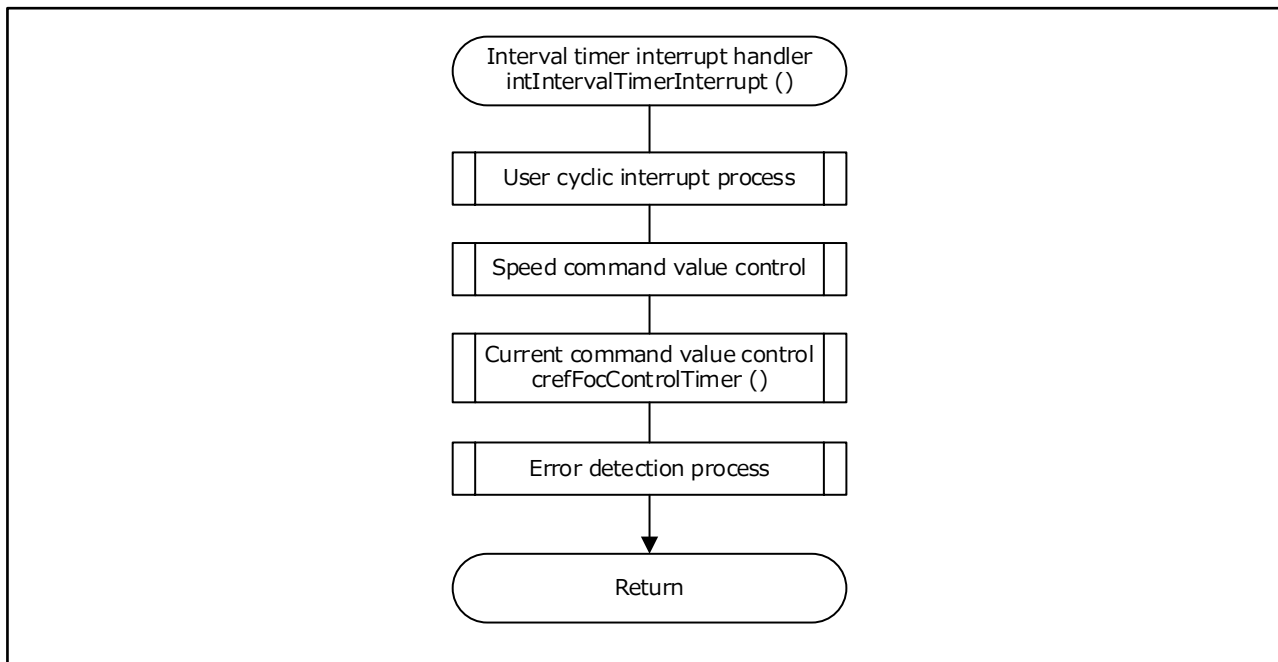 Interval timer interrupt handler
intIntervalTimerInterrupt ()
User cyclic interrupt process
Speed command value control
Current command value control
crefFocControlTimer ()
Error detection process
Return